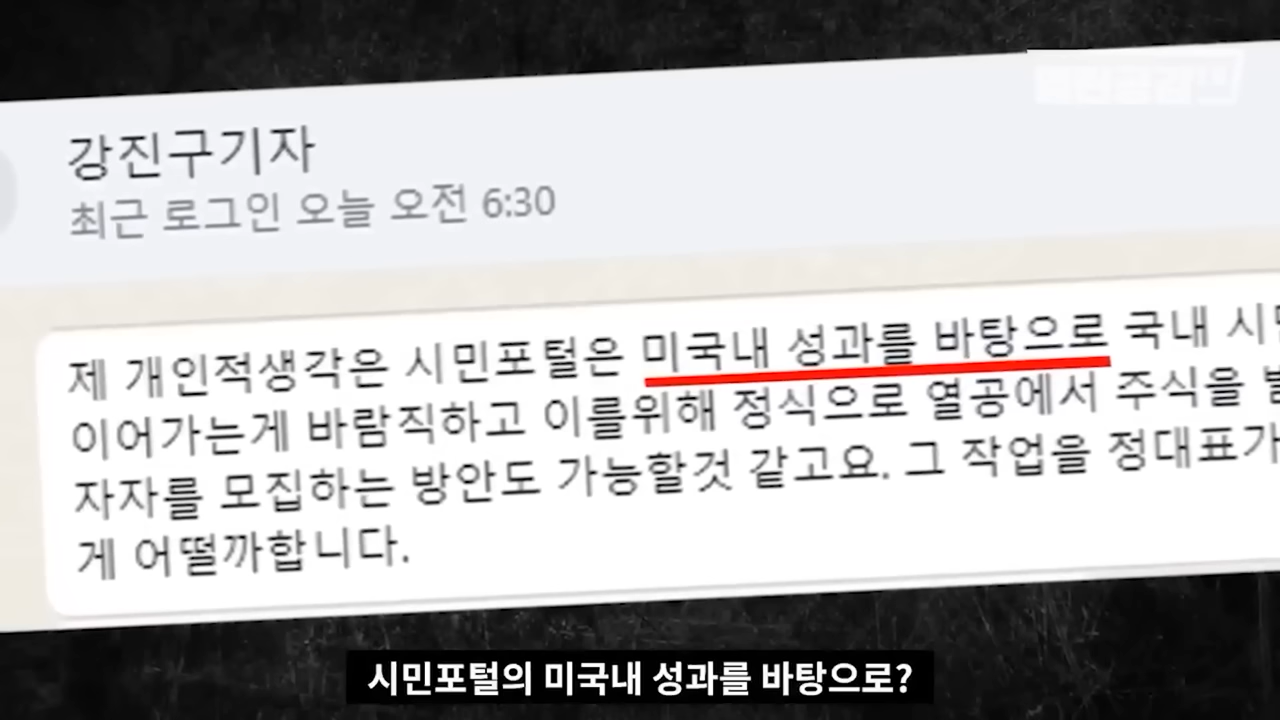 강진구기자
최근 로그인 오늘 오전 6:30
제 개인적생각은 시민포털은 미국내 성과를 바탕으로 국내
이어가는게 바람직하고 이를위해 정식으로 열공에서 주식을
자자를 모집하는 방안도 가능할것 같고요. 그 작업을 정대표가
게 어떨까합니다.
시민포털의 미국내 성과를 바탕으로?